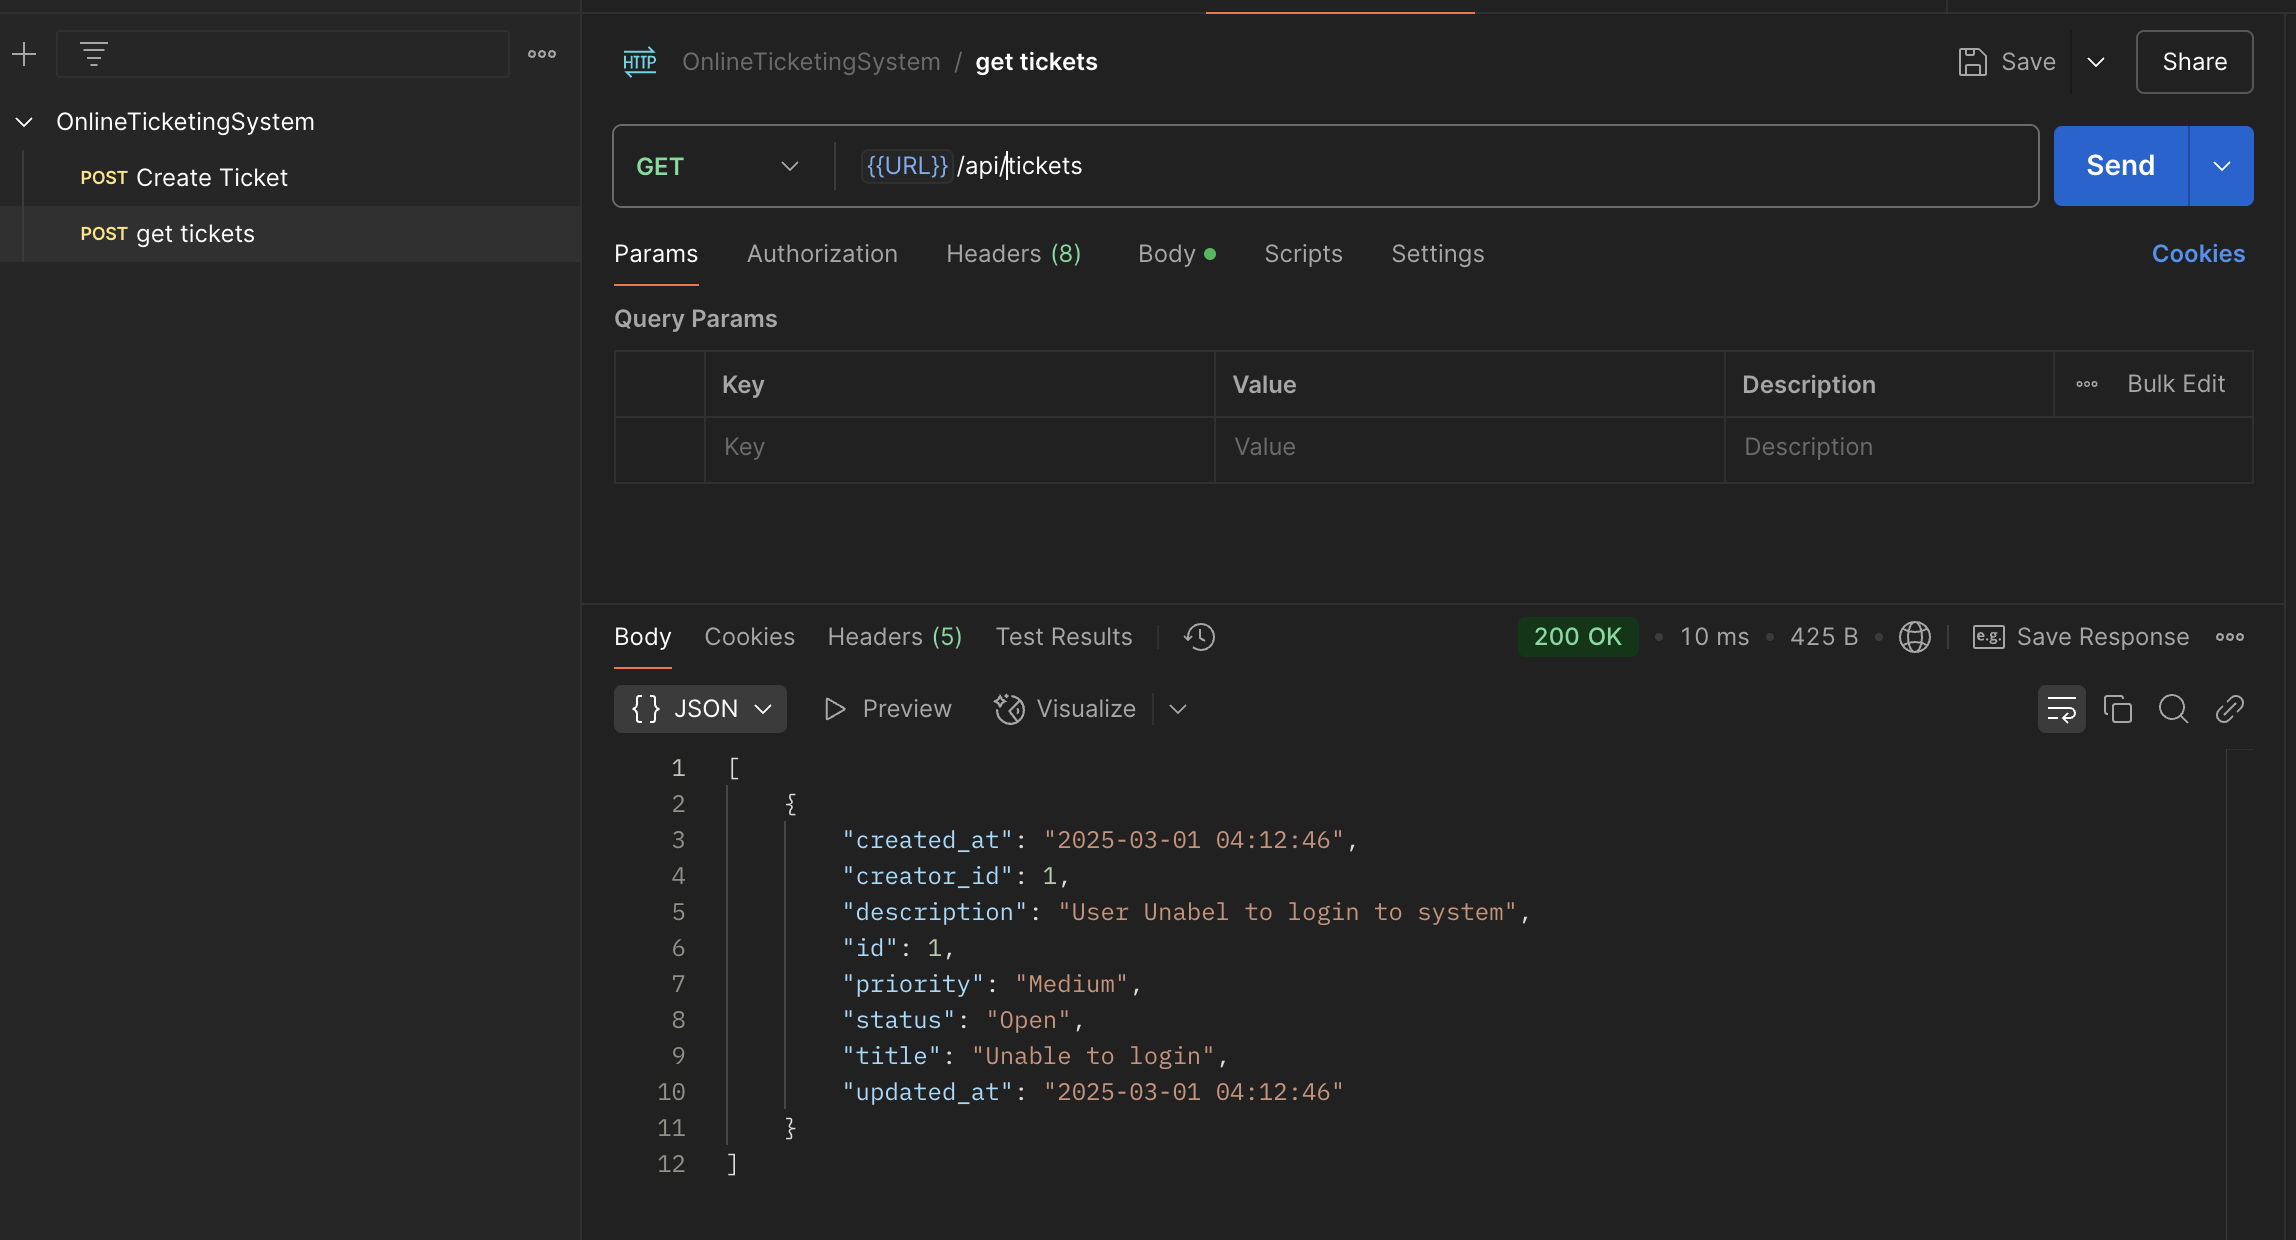 OnlineTicketingSystem
POST Create Ticket
POST get tickets
HTTP OnlineTicketingSystem / get tickets
Save
Share
GET
{{URL}} /api/tickets
Send
Params Authorization Headers (8) Body Scripts Settings
Cookies
Query Params
Key Value Description Bulk Edit
Key Value Description
Body Cookies Headers (5) Test Results
200 OK • 10 ms • 425 B •
e.g. Save Response
{} JSON Preview Visualize
1 [
2 {
3 "created_at": "2025-03-01 04:12:46",
4 "creator_id": 1,
5 "description": "User Unabel to login to system",
6 "id": 1,
7 "priority": "Medium",
8 "status": "Open",
9 "title": "Unable to login",
10 "updated_at": "2025-03-01 04:12:46"
11 }
12 ]